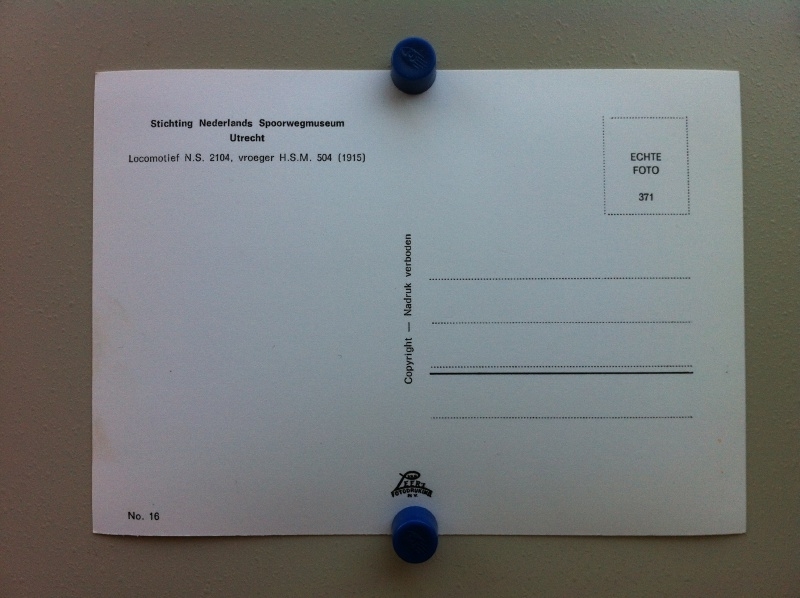 Stichting Nederlands Spoorwegmuseum
Utrecht
Locomotief N.S. 2104, vroeger H.S.M. 504 (1915)
ECHTE
FOTO
371
Copyright — Nadruk verboden
No. 16